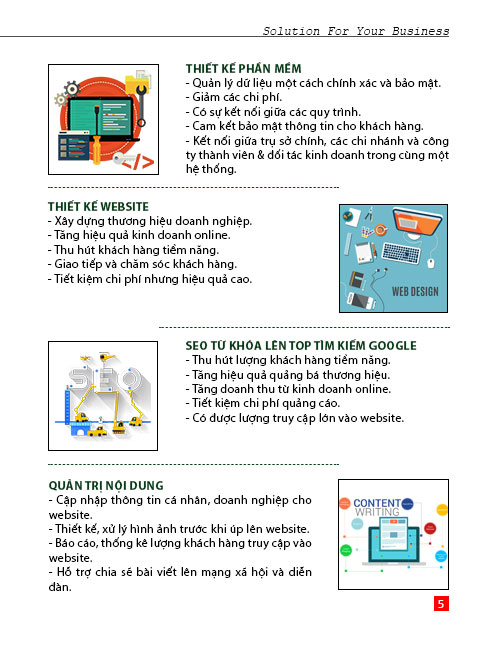 Solution For Your Business
THIẾT KẾ PHẦN MỀM
- Quản lý dữ liệu một cách chính xác và bảo mật.
- Giảm các chi phí.
- Có sự kết nối giữa các quy trình.
- Cam kết bảo mật thông tin cho khách hàng.
- Kết nối giữa trụ sở chính, các chi nhánh và công
ty thành viên & đối tác kinh doanh trong cùng một
hệ thống.
</>
THIẾT KẾ WEBSITE
- Xây dựng thương hiệu doanh nghiệp.
- Tăng hiệu quả kinh doanh online.
- Thu hút khách hàng tiềm năng.
- Giao tiếp và chăm sóc khách hàng.
- Tiết kiệm chi phí nhưng hiệu quả cao.
WEB DESIGN
SEO TỪ KHÓA LÊN TOP TÌM KIẾM GOOGLE
- Thu hút lượng khách hàng tiềm năng.
- Tăng hiệu quả quảng bá thương hiệu.
- Tăng doanh thu từ kinh doanh online.
- Tiết kiệm chi phí quảng cáo.
- Có được lượng truy cập lớn vào website.
SEO
QUẢN TRỊ NỘI DUNG
- Cập nhập thông tin cá nhân, doanh nghiệp cho
website.
- Thiết kế, xử lý hình ảnh trước khi úp lên website.
- Báo cáo, thống kê lượng khách hàng truy cập vào
website.
- Hỗ trợ chia sẽ bài viết lên mạng xã hội và diễn
đàn.
CONTENT
WRITING
5